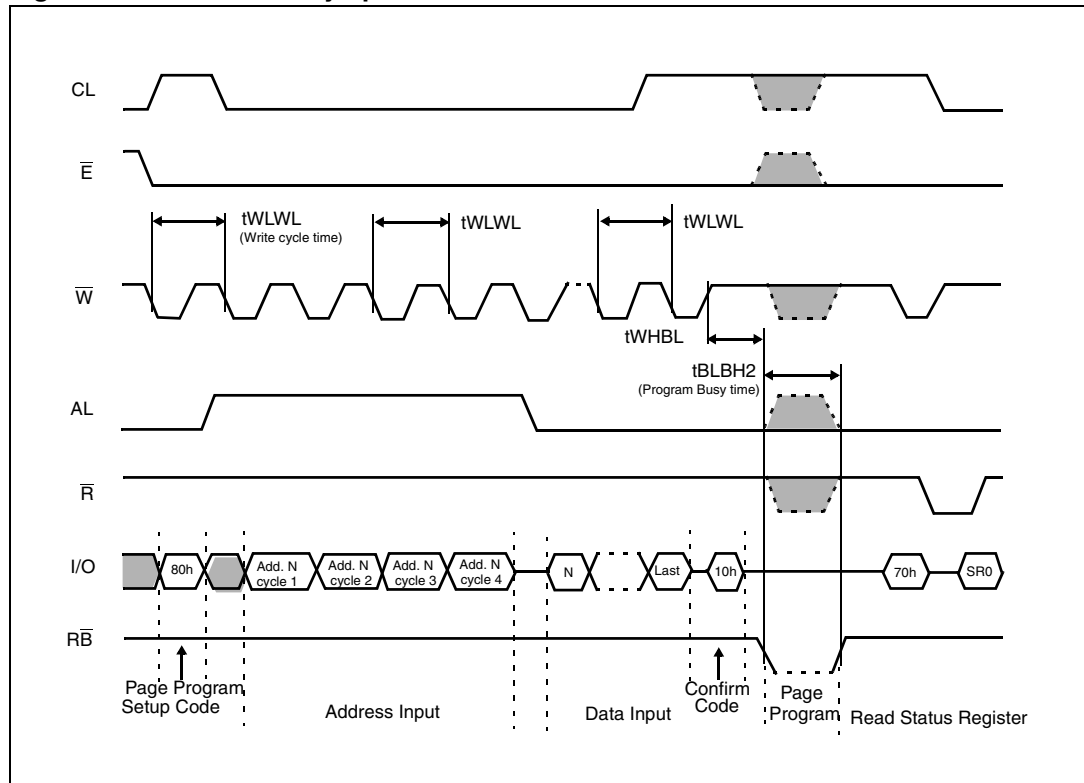 CL
E
tWLWL
(Write cycle time)
tWLWL
tWLWL
W
tWHBL
tBLBH2
(Program Busy time)
AL
R
I/O
80h
Add. N
cycle 1
Add. N
cycle 2
Add. N
cycle 3
Add. N
cycle 4
N
Last
10h
70h
SR0
RB
Page Program
Setup Code
Address Input
Data Input
Confirm
Code
Page
Program
Read Status Register